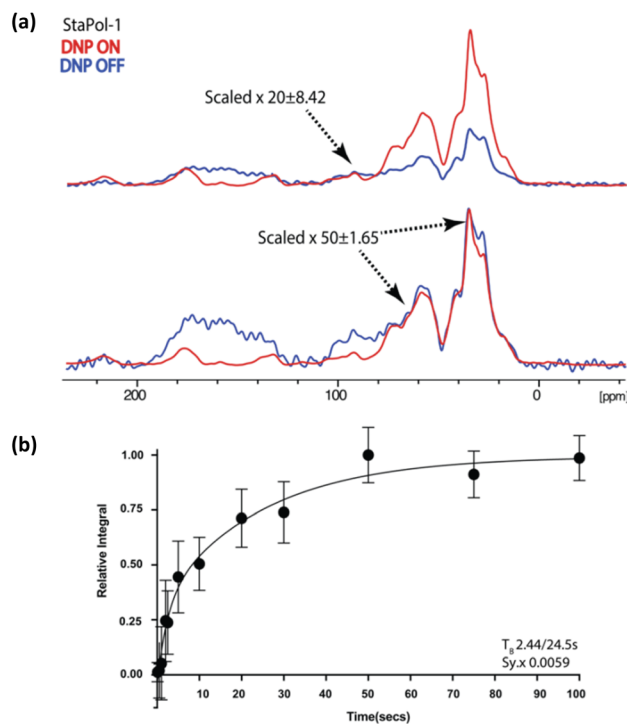 (a)
StaPol-1
DNP ON
DNP OFF
Scaled x 20±8.42
Scaled x 50±1.65
200 100 0 [ppm]
(b)
Relative Integral
1.00
0.75
0.50
0.25
0.00
10 20 30 40 50 60 70 80 90 100
Time(secs)
T_B 2.44/24.5s
Sy.x 0.0059